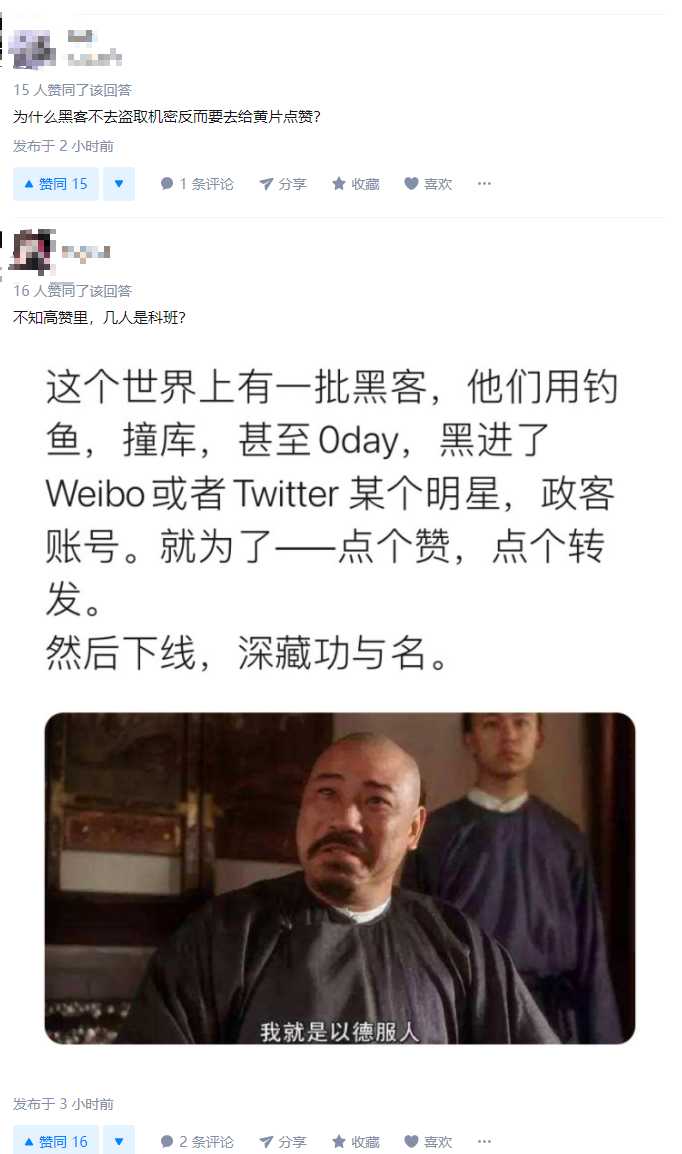 15 人赞同了该回答
为什么黑客不去盗取机密反而要去给黄片点赞?
发布于 2 小时前
赞同 15
1 条评论
分享
收藏
喜欢
16 人赞同了该回答
不知高赞里，几人是科班?
这个世界上有一批黑客，他们用钓
鱼，撞库，甚至 0day，黑进了
Weibo 或者 Twitter 某个明星，政客
账号。就为了——点个赞，点个转
发。
然后下线，深藏功与名。
我就是以德服人
发布于 3 小时前
赞同 16
2 条评论
分享
收藏
喜欢